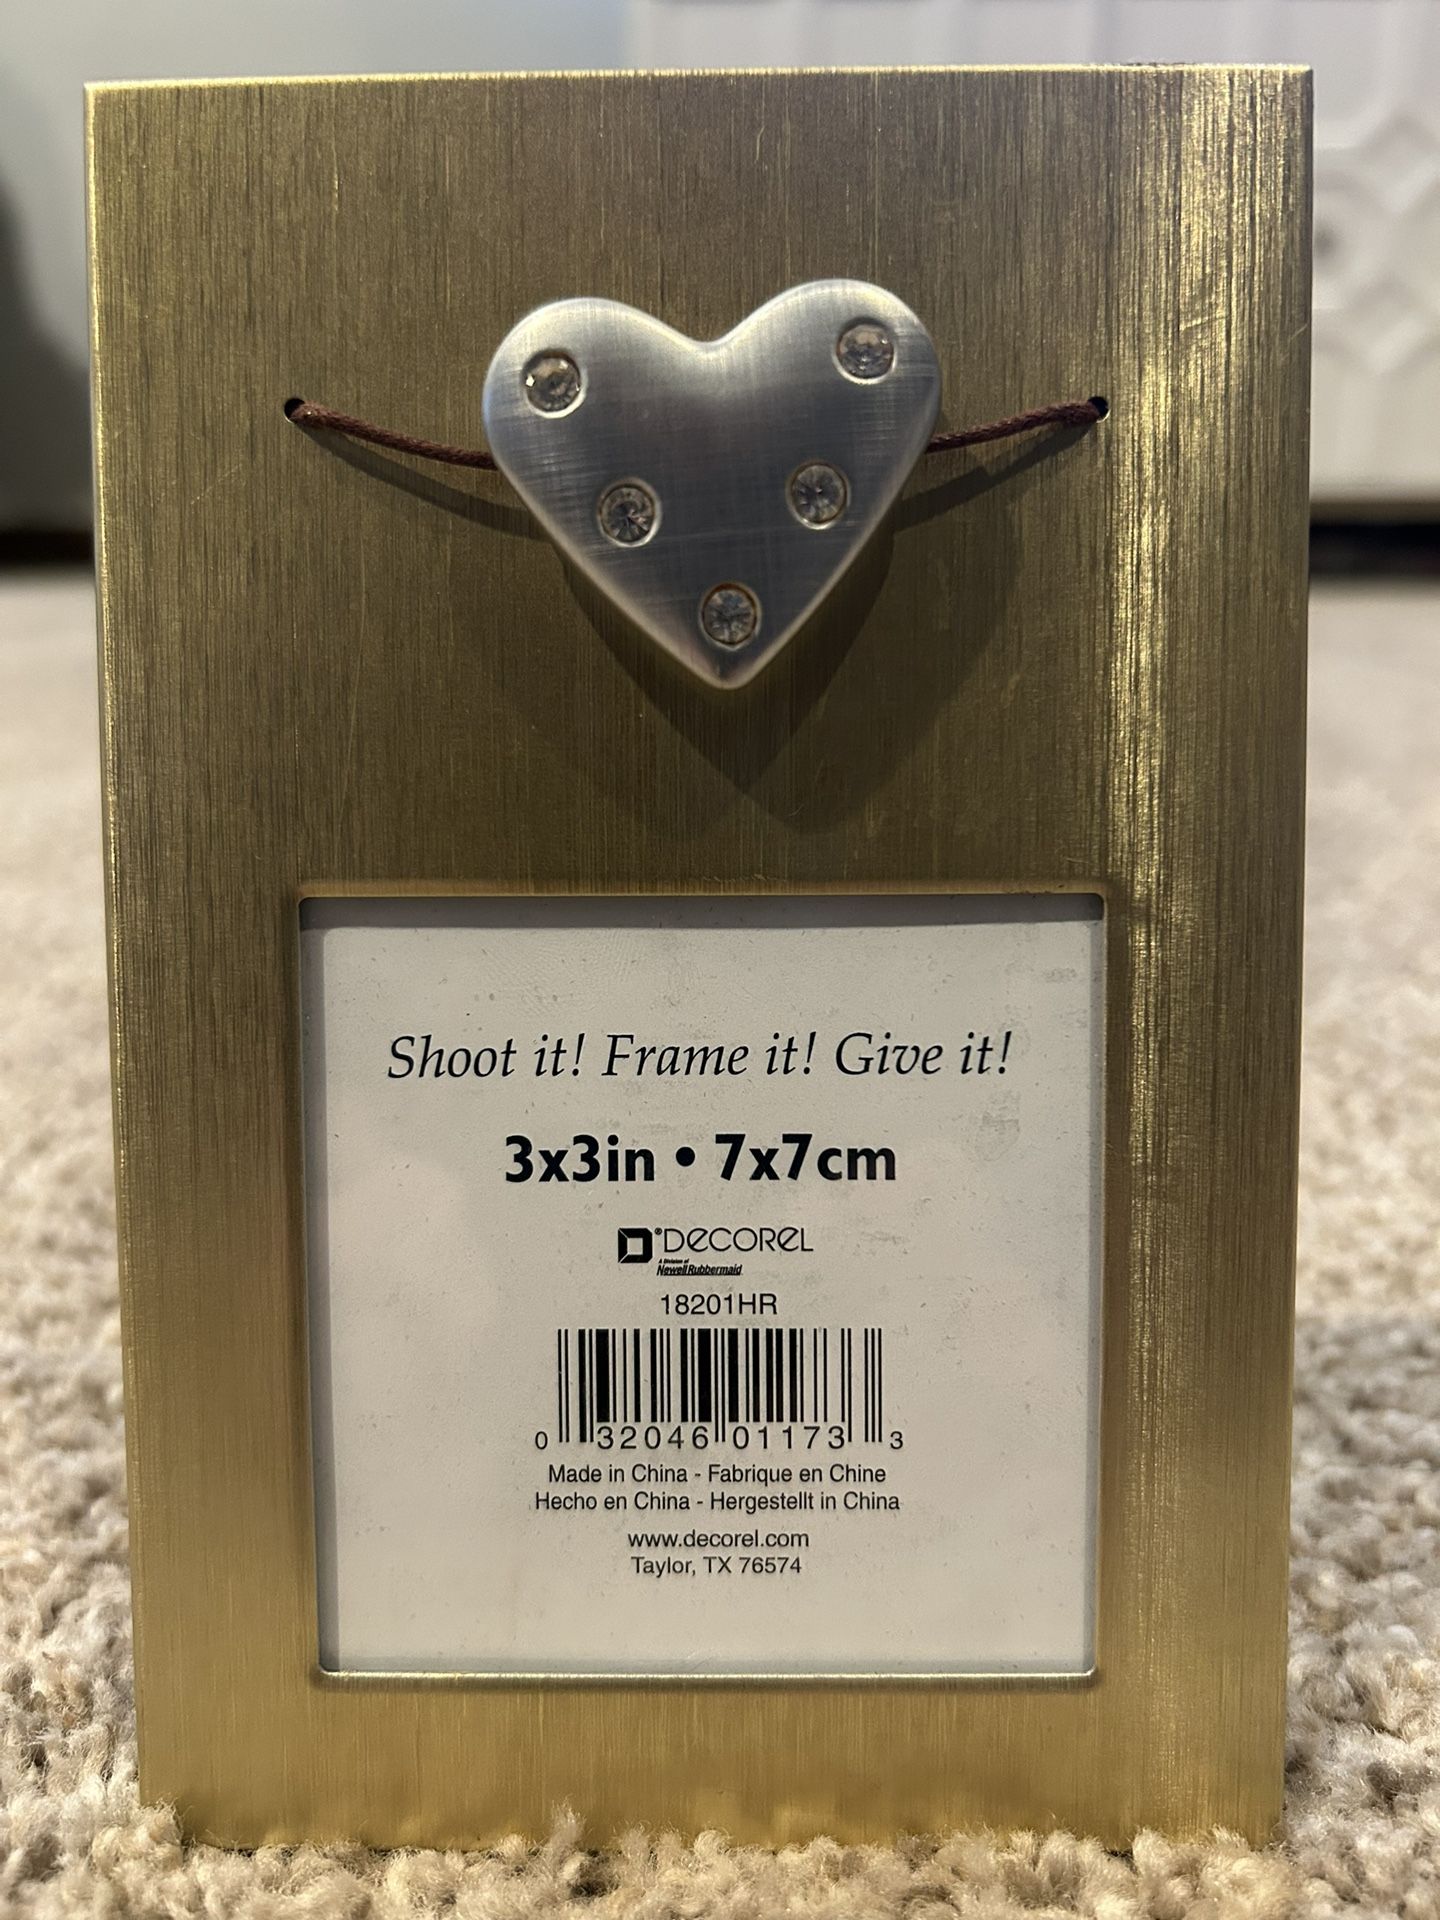 Shoot it! Frame it! Give it!
3x3in • 7x7cm
®DECOREL
A Division of
Newell Rubbermaid
18201HR
0 32046 01173 3
Made in China - Fabrique en Chine
Hecho en China - Hergestellt in China
www.decorel.com
Taylor, TX 76574